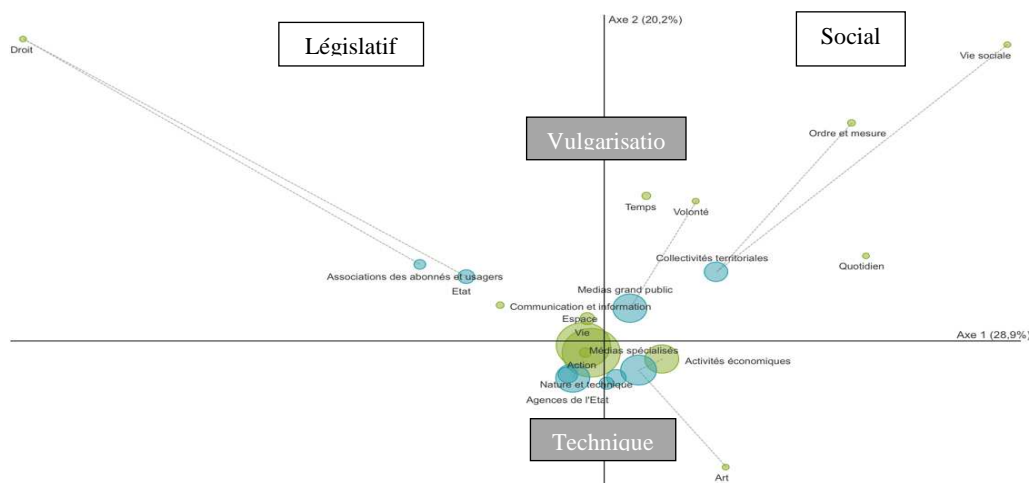 Axe 2 (20,2%)
Législatif
Social
Droit
Vie sociale
Vulgarisatio
Ordre et mesure
Temps
Volonté
Collectivités territoriales
Quotidien
Associations des abonnés et usagers
Etat
Medias grand public
Communication et information
Espace
Vie
Axe 1 (28,9%)
Médias spécialisés
Activités économiques
Action
Nature et technique
Agences de l'Etat
Technique
Art